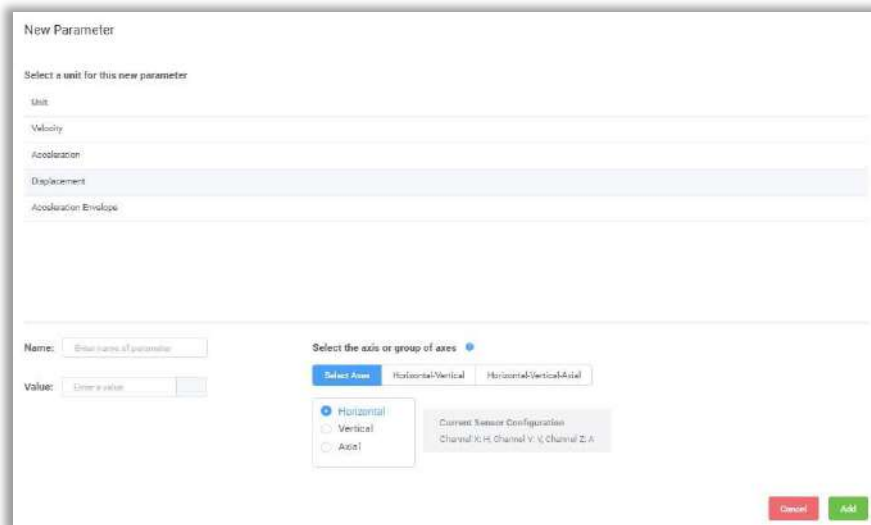 New Parameter
Select a unit for this new parameter
Unit
Velocity
Acceleration
Displacement
Acceleration Envelope
Name: Enter name of parameter
Select the axis or group of axes
Value: Enter a value
Select Axes Horizontal-Vertical Horizontal-Vertical-Axial
Horizontal
Vertical
Axial
Current Sensor Configuration
Channel X: H, Channel Y: V, Channel Z: A
Cancel Add